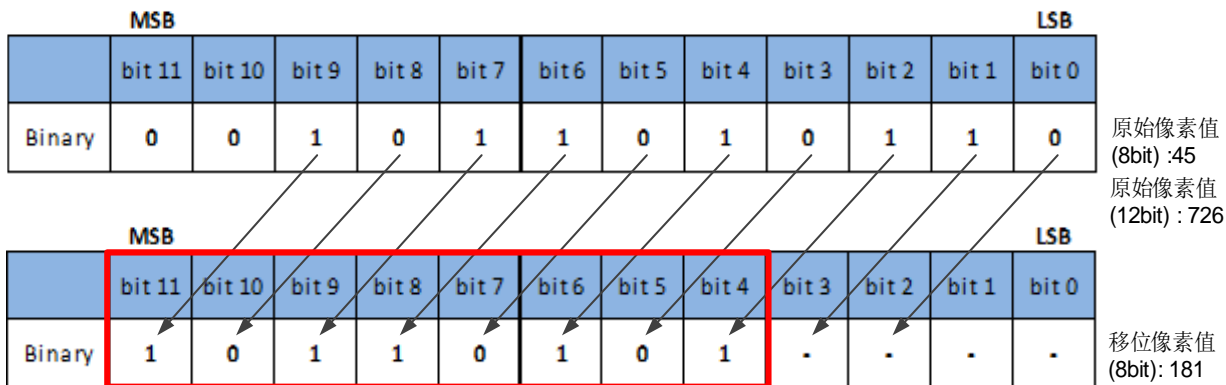 MSB LSB
bit 11 bit 10 bit 9 bit 8 bit 7 bit 6 bit 5 bit 4 bit 3 bit 2 bit 1 bit 0
Binary 0 0 1 0 1 1 0 1 0 1 1 0
原始像素值
(8bit) :45
原始像素值
(12bit) : 726
MSB LSB
bit 11 bit 10 bit 9 bit 8 bit 7 bit 6 bit 5 bit 4 bit 3 bit 2 bit 1 bit 0
Binary 1 0 1 1 0 1 0 1 - - - -
移位像素值
(8bit): 181